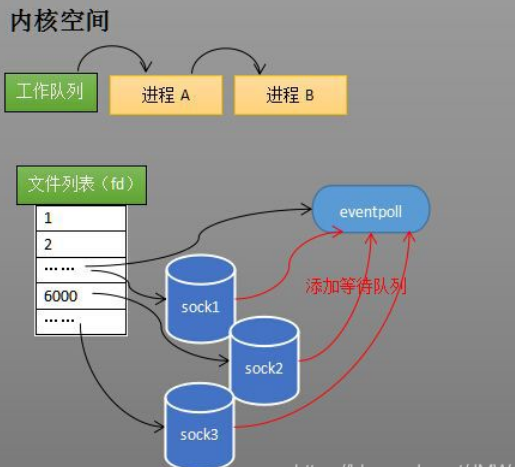 内核空间
工作队列
进程 A
进程 B
文件列表（fd）
1
2
……
6000
……
eventpoll
添加等待队列
sock1
sock2
sock3